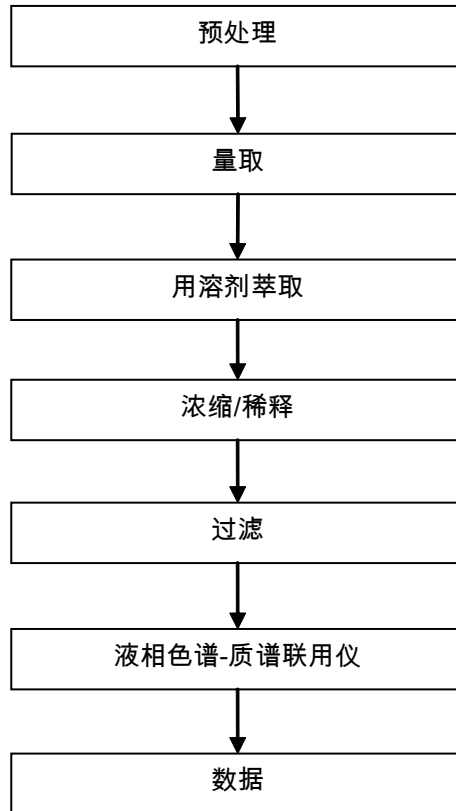 预处理
量取
用溶剂萃取
浓缩/稀释
过滤
液相色谱-质谱联用仪
数据